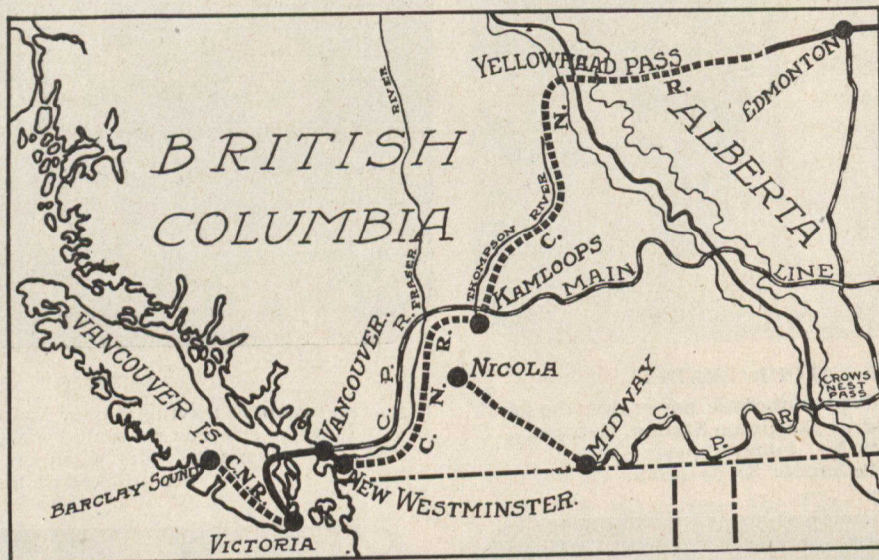 YELLOWHEAD PASS
EDMONTON
R.
N.
C.
ALBERTA
BRITISH
COLUMBIA
RIVER
FRASER
THOMPSON RIVER
KAMLOOPS
MAIN
LINE
C. P. R.
C. N. R.
VANCOUVER IS
VANCOUVER.
NICOLA
MIDWAY
C. P. R.
CROWS
NEST
PASS
BARCLAY SOUND
C.N.R.
NEW WESTMINSTER.
VICTORIA